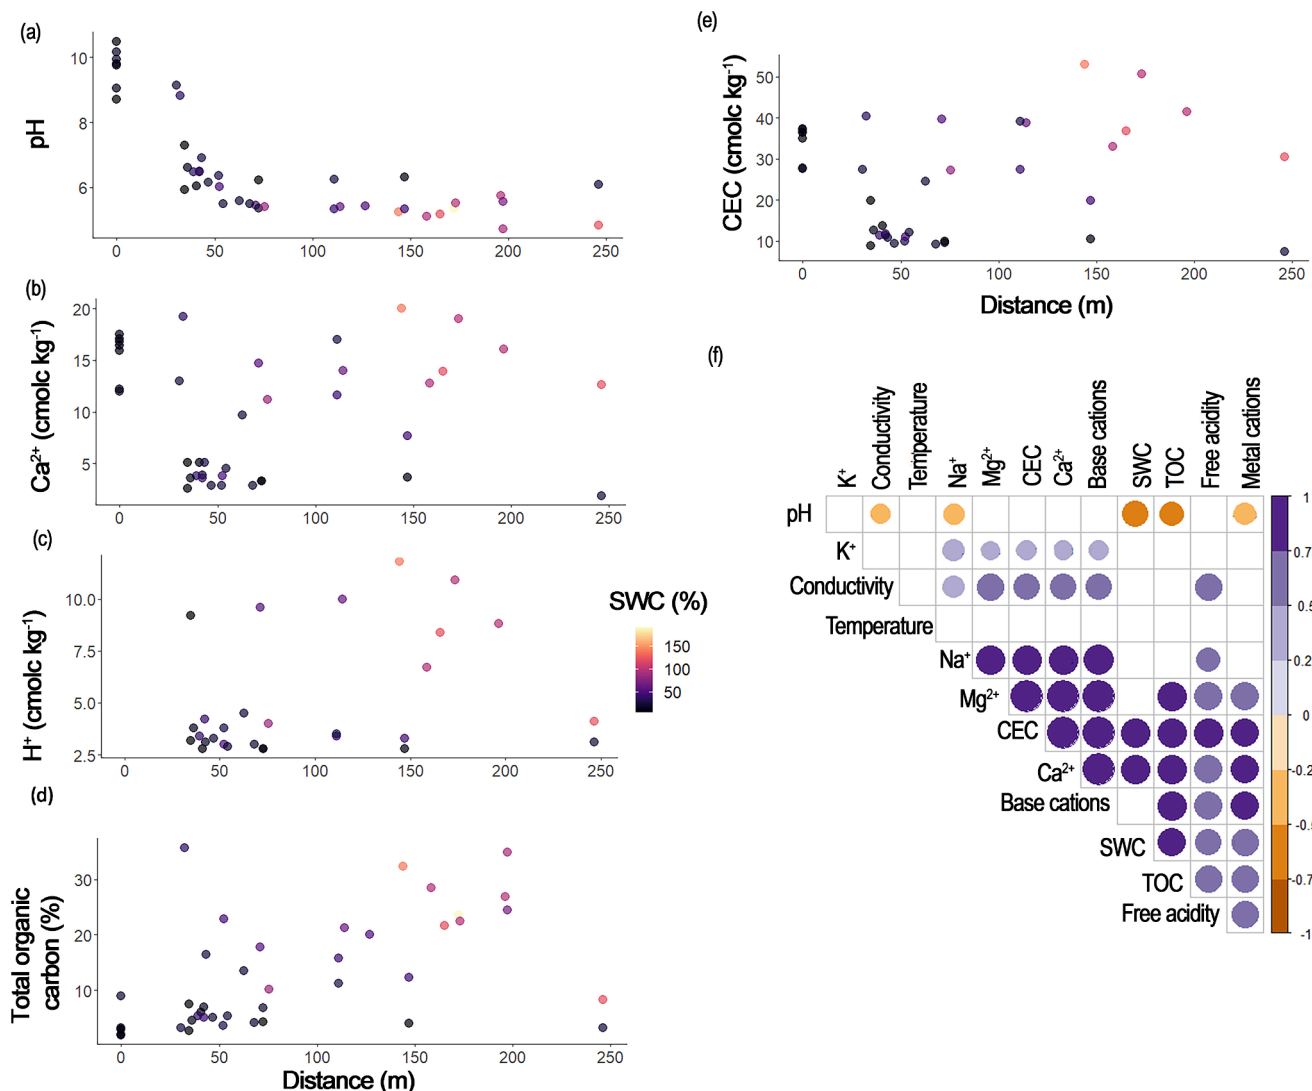 (a)
pH
10
8
6
0 50 100 150 200 250
(b)
Ca²⁺ (cmolc kg⁻¹)
20
15
10
5
0 50 100 150 200 250
(c)
H⁺ (cmolc kg⁻¹)
10.0
7.5
5.0
2.5
0 50 100 150 200 250
SWC (%)
150
100
50
(d)
Total organic
carbon (%)
30
20
10
0 50 100 150 200 250
Distance (m)
(e)
CEC (cmolc kg⁻¹)
50
40
30
20
10
0 50 100 150 200 250
Distance (m)
(f)
K⁺
Conductivity
Temperature
Na⁺
Mg²⁺
CEC
Ca²⁺
Base cations
SWC
TOC
Free acidity
Metal cations
pH
K⁺
Conductivity
Temperature
Na⁺
Mg²⁺
CEC
Ca²⁺
Base cations
SWC
TOC
Free acidity
1
0.7
0.5
0.2
0
-0.2
-0.5
-0.7
-1